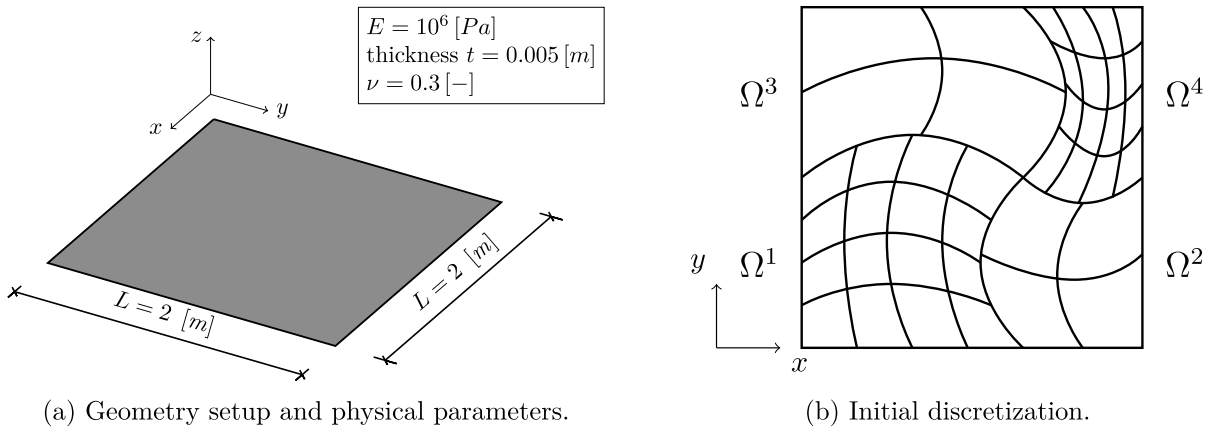 E = 10^6 [Pa]
thickness t = 0.005 [m]
ν = 0.3 [−]
z
y
x
L = 2 [m]
L = 2 [m]
(a) Geometry setup and physical parameters.
Ω^3
Ω^4
Ω^1
Ω^2
y
x
(b) Initial discretization.